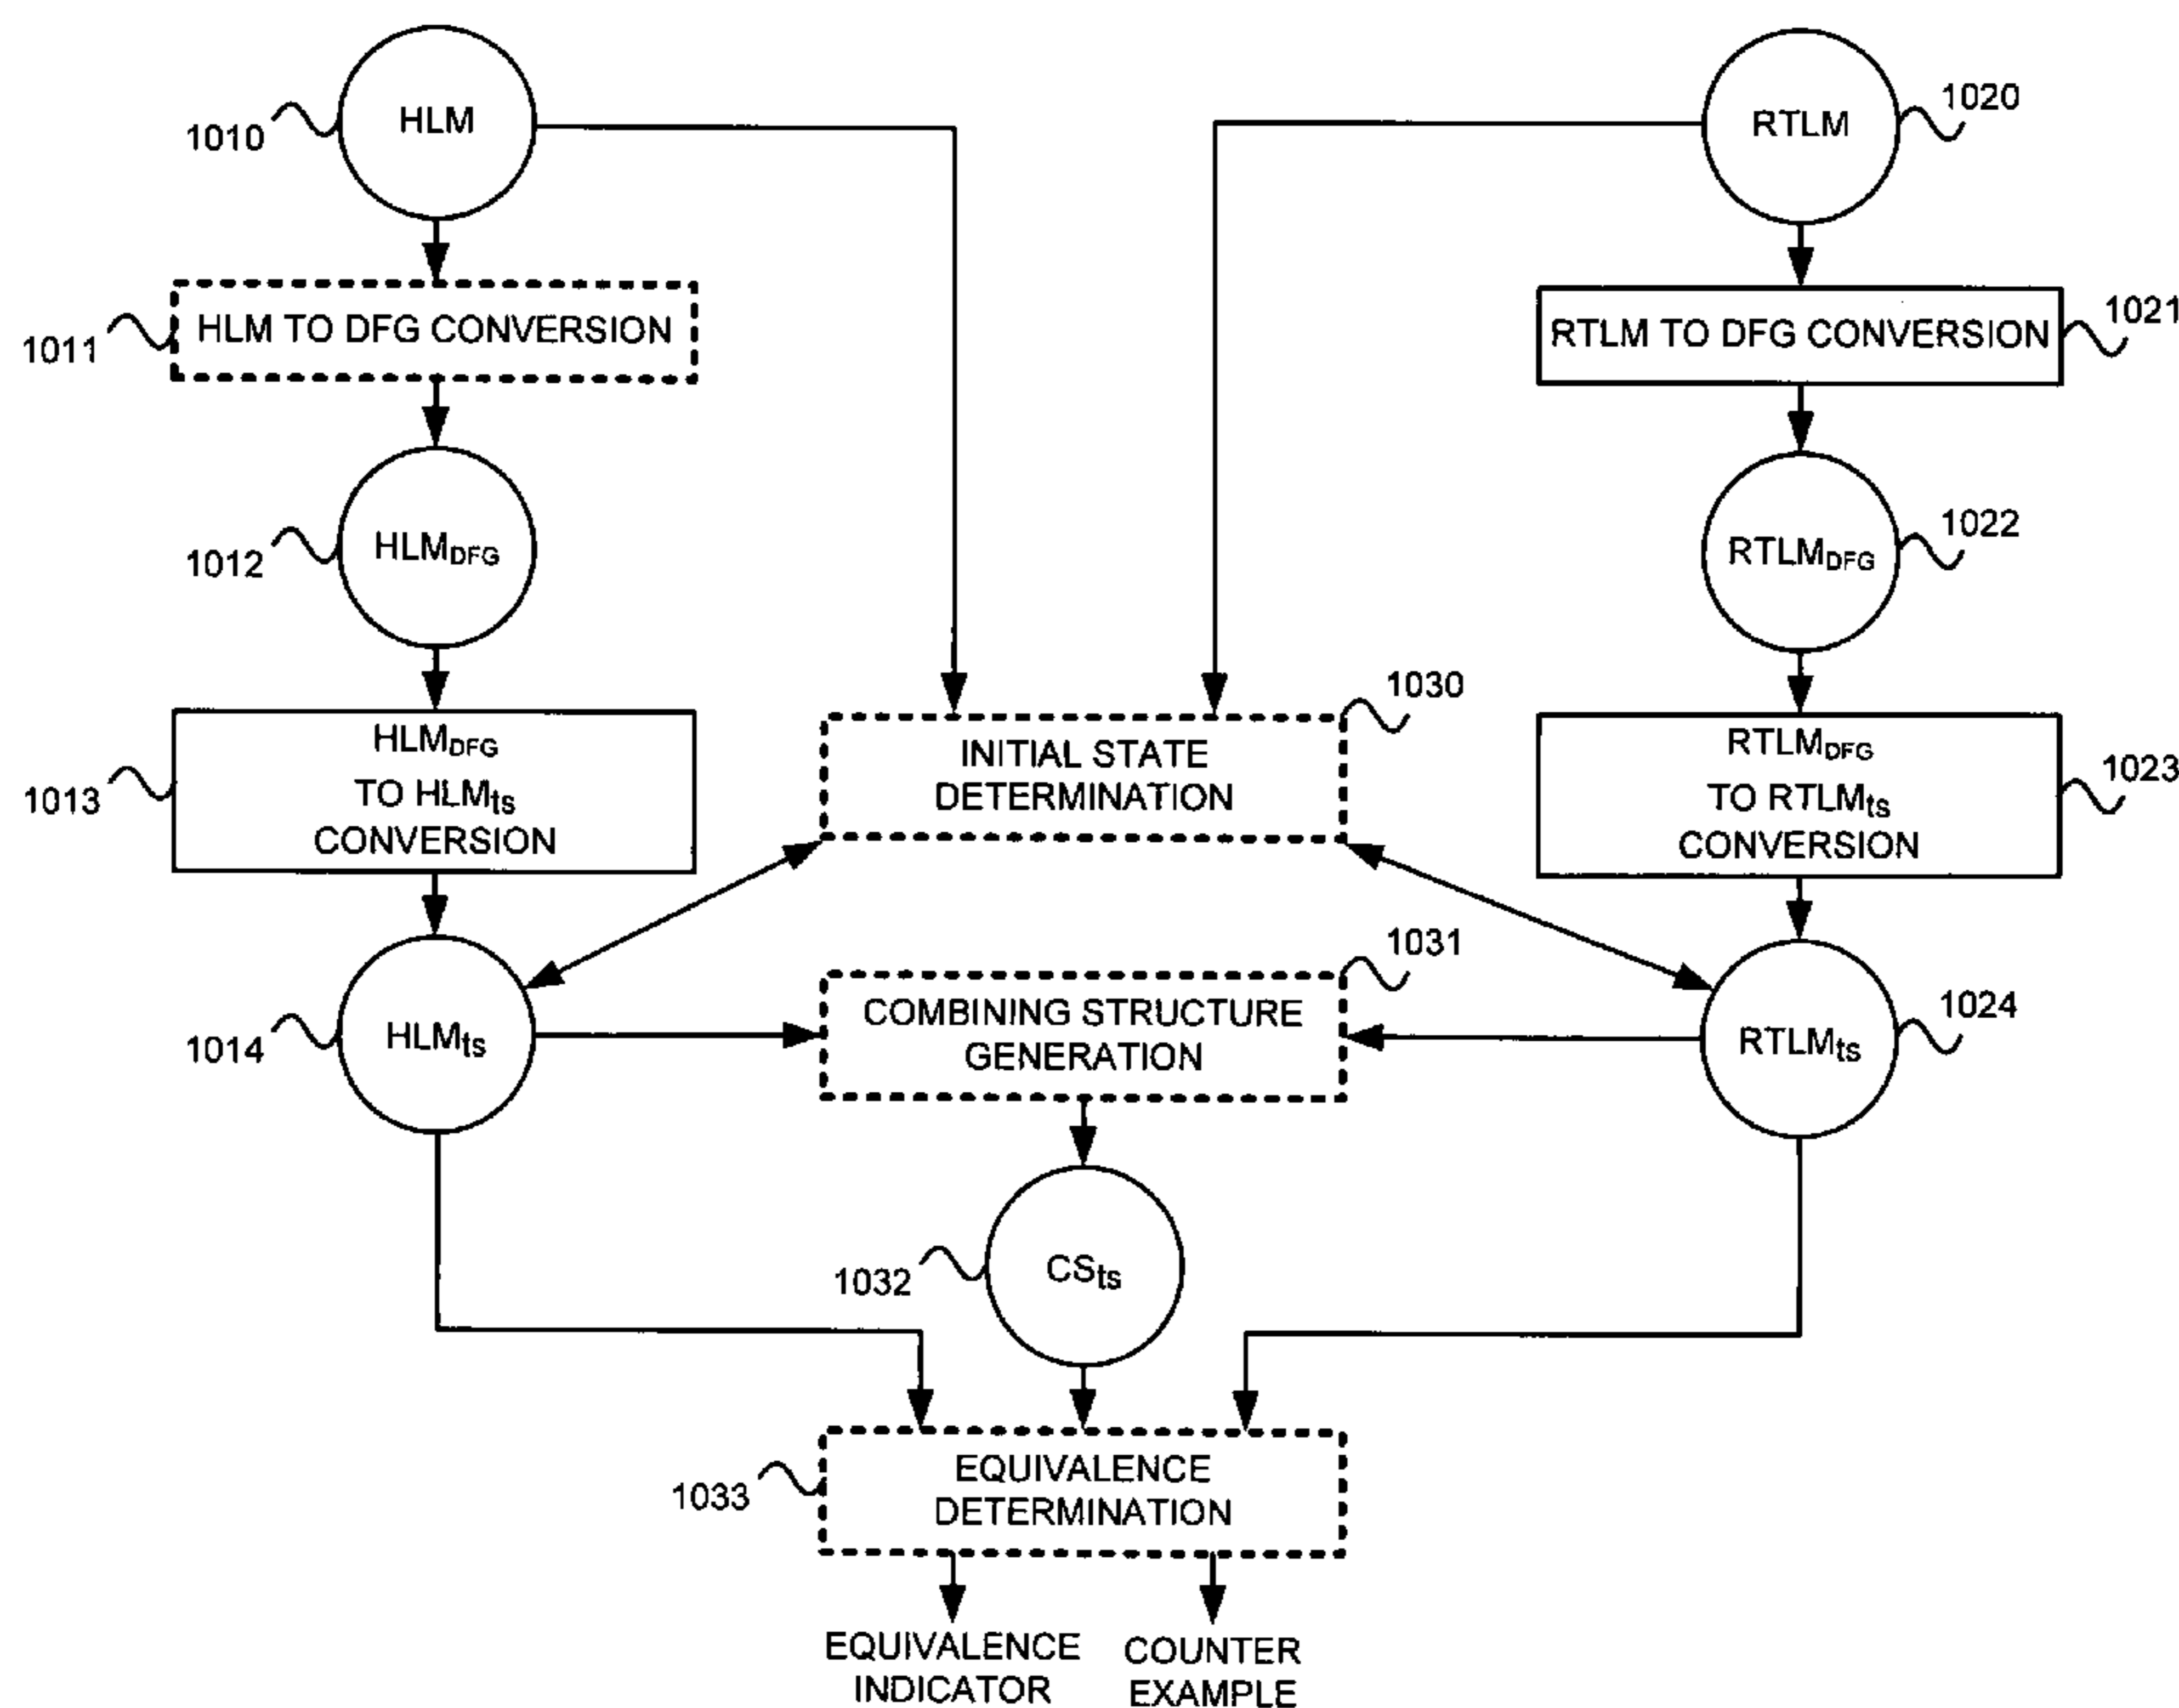 HLM
1010
RTLM
1020
HLM TO DFG CONVERSION
1011
RTLM TO DFG CONVERSION
1021
HLMDFG
1012
RTLMDFG
1022
HLMDFG
TO HLMts
CONVERSION
1013
INITIAL STATE
DETERMINATION
1030
RTLMDFG
TO RTLMts
CONVERSION
1023
HLMts
1014
COMBINING STRUCTURE
GENERATION
1031
RTLMts
1024
CSts
1032
EQUIVALENCE
DETERMINATION
1033
EQUIVALENCE
INDICATOR
COUNTER
EXAMPLE